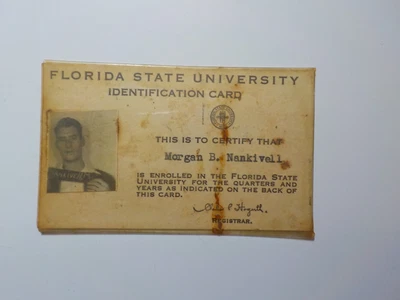 FLORIDA STATE UNIVERSITY
IDENTIFICATION CARD
THIS IS TO CERTIFY THAT
Morgan B. Nankivell
IS ENROLLED IN THE FLORIDA STATE
UNIVERSITY FOR THE QUARTERS AND
YEARS AS INDICATED ON THE BACK OF
THIS CARD.
REGISTRAR.